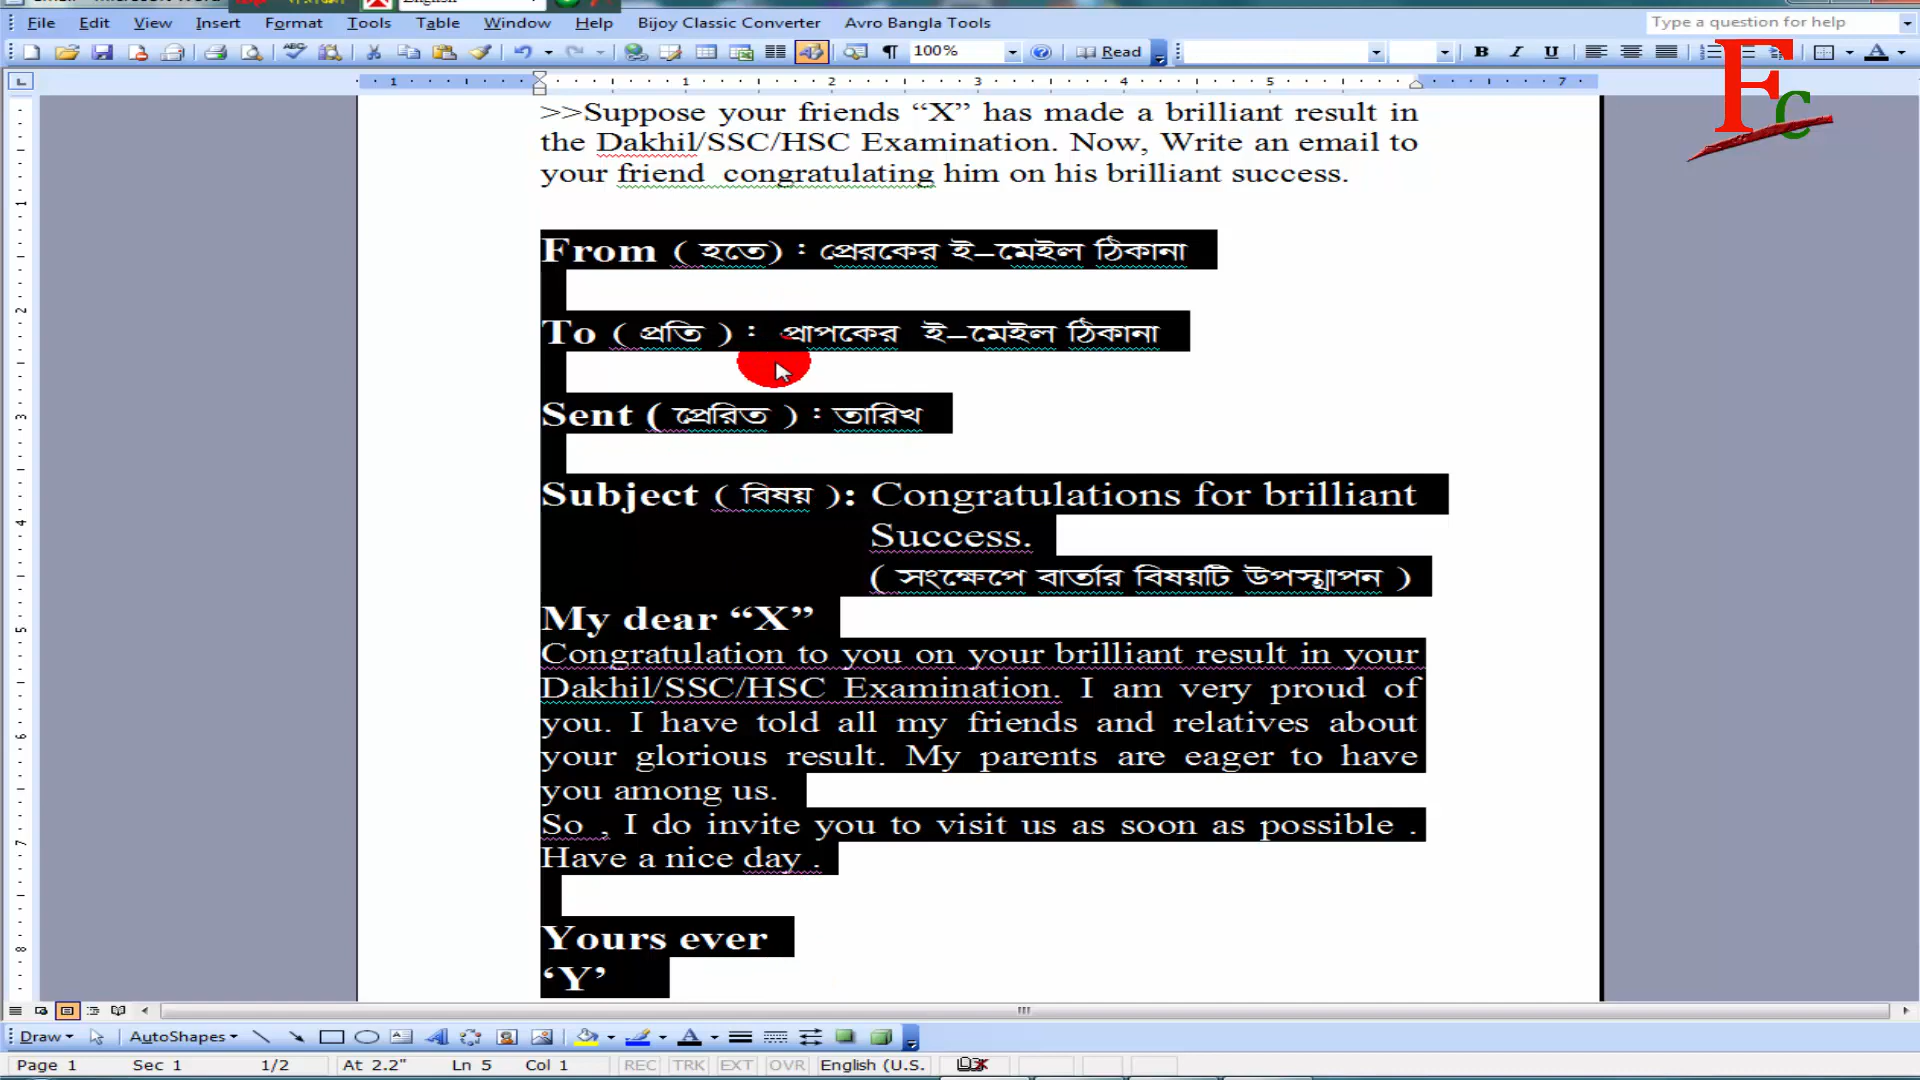 File Edit View Insert Format Tools Table Window Help Bijoy Classic Converter Avro Bangla Tools Type a question for help
100% Read B I U A
1 1 2 3 4 5 7
>>Suppose your friends “X” has made a brilliant result in
the Dakhil/SSC/HSC Examination. Now, Write an email to
your friend congratulating him on his brilliant success.
From ( হতে) : প্রেরকের ই–মেইল ঠিকানা
To ( প্রতি ) : প্রাপকের ই–মেইল ঠিকানা
Sent ( প্রেরিত ) : তারিখ
Subject ( বিষয় ): Congratulations for brilliant
Success.
( সংক্ষেপে বার্তার বিষয়টি উপস্থাপন )
My dear “X”
Congratulation to you on your brilliant result in your
Dakhil/SSC/HSC Examination. I am very proud of
you. I have told all my friends and relatives about
your glorious result. My parents are eager to have
you among us.
So , I do invite you to visit us as soon as possible .
Have a nice day .
Yours ever
‘Y’
Draw AutoShapes A
Page 1 Sec 1 1/2 At 2.2" Ln 5 Col 1 REC TRK EXT OVR English (U.S.
Fc